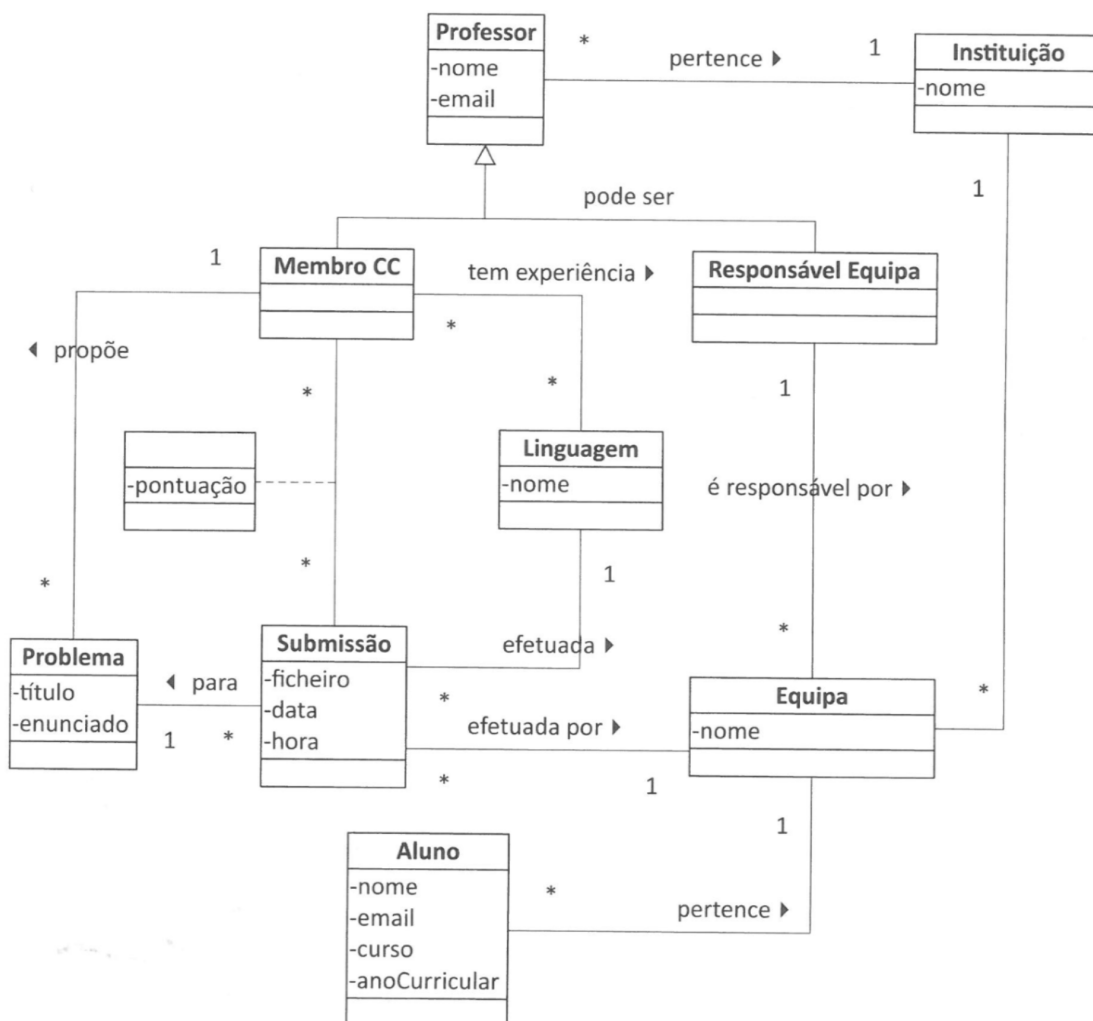 Professor
-nome
-email
*
pertence ▶
1
Instituição
-nome
1
pode ser
1
Membro CC
tem experiência ▶
Responsável Equipa
*
◀ propõe
*
*
1
Linguagem
-nome
-pontuação
é responsável por ▶
*
*
1
Problema
-título
-enunciado
◀ para
1
*
Submissão
-ficheiro
-data
-hora
efetuada ▶
*
efetuada por ▶
*
1
*
Equipa
-nome
*
1
Aluno
-nome
-email
-curso
-anoCurricular
*
pertence ▶